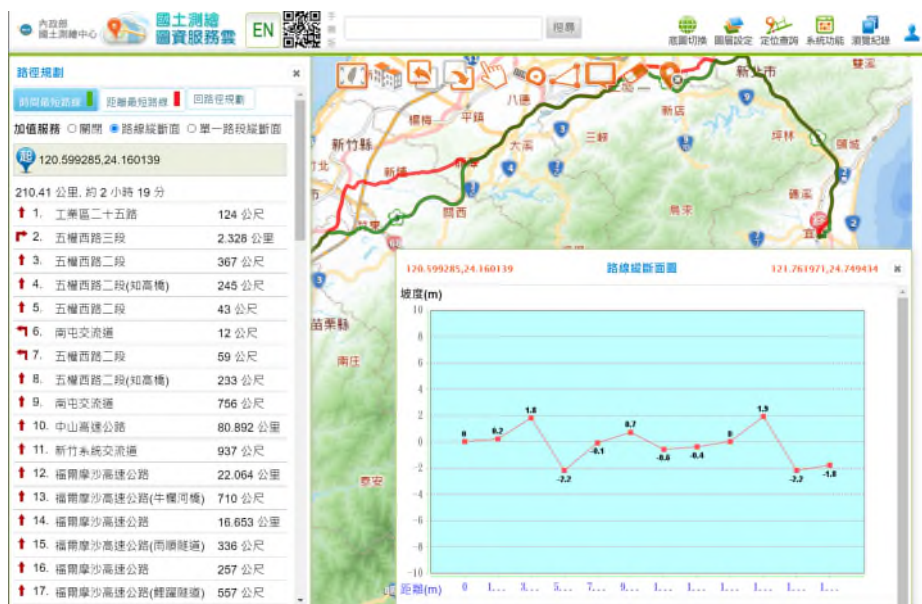 內政部
國土測繪中心
國土測繪
圖資服務雲
EN
搜尋
底圖切換 圖層設定 定位查詢 系統功能 瀏覽紀錄
路徑規劃
時間最短路線 距離最短路線 回路徑規劃
加值服務 關閉 路線縱斷面 單一路段縱斷面
起 120.599285,24.160139
210.41 公里, 約 2 小時 19 分
1. 工業區二十五路 124 公尺
2. 五權西路三段 2.328 公里
3. 五權西路二段 367 公尺
4. 五權西路二段(知高橋) 245 公尺
5. 五權西路二段 43 公尺
6. 南屯交流道 12 公尺
7. 五權西路二段 59 公尺
8. 五權西路二段(知高橋) 233 公尺
9. 南屯交流道 756 公尺
10. 中山高速公路 80.892 公里
11. 新竹系統交流道 937 公尺
12. 福爾摩沙高速公路 22.064 公里
13. 福爾摩沙高速公路(牛欄河橋) 710 公尺
14. 福爾摩沙高速公路 16.653 公里
15. 福爾摩沙高速公路(雨順隧道) 336 公尺
16. 福爾摩沙高速公路 257 公尺
17. 福爾摩沙高速公路(鯉躍隧道) 557 公尺
新北市
雙溪
八德
楊梅
平鎮
新店
新竹縣
大溪
三峽
坪林
頭城
新埔
關西
烏來
礁溪
苗栗縣
南庄
泰安
120.599285,24.160139 路線縱斷面圖 121.761971,24.749434
坡度(m)
10
8
6
4
2
0
-2
-4
-6
-8
-10
0 0.2 1.8 -2.2 -0.1 0.7 -0.6 -0.4 0 1.9 -2.2 -1.8
距離(m) 0 1... 3... 5... 7... 9... 1... 1... 1... 1... 1... 1...